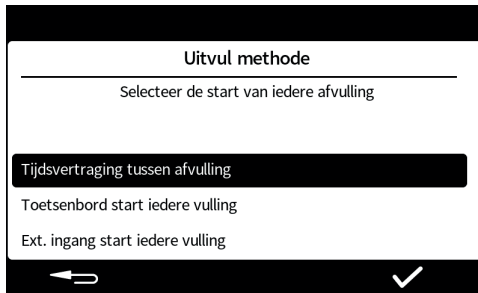 Uitvul methode
Selecteer de start van iedere afvulling
Tijdsvertraging tussen afvulling
Toetsenbord start iedere vulling
Ext. ingang start iedere vulling